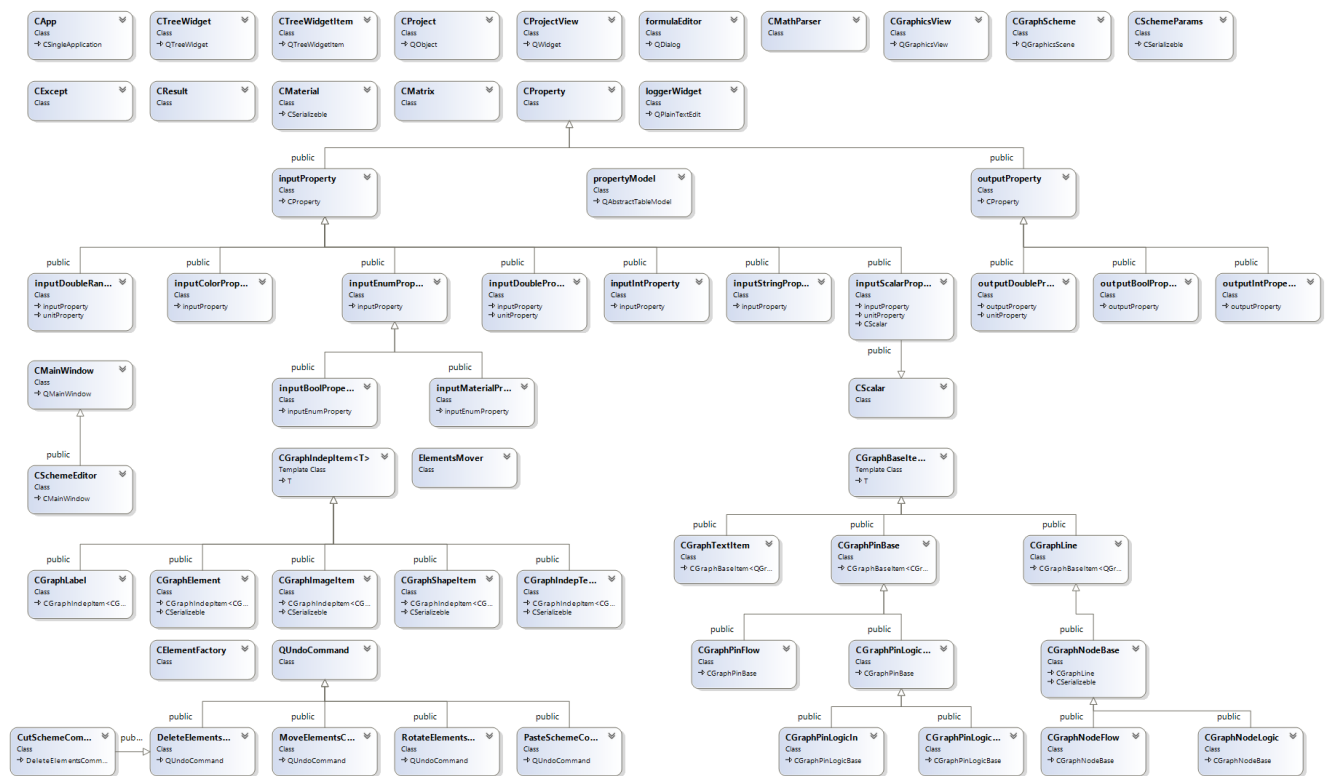 CApp
Class
CSingleApplication
CTreeWidget
Class
QTreeWidget
CTreeWidgetItem
Class
QTreeWidgetItem
CProject
Class
QObject
CProjectView
Class
QWidget
formulaEditor
Class
QDialog
CMathParser
Class
CGraphicsView
Class
QGraphicsView
CGraphScheme
Class
QGraphicsScene
CSchemeParams
Class
CSerializeble
CExcept
Class
CResult
Class
CMaterial
Class
CSerializeble
CMatrix
Class
CProperty
Class
loggerWidget
Class
QPlainTextEdit
public
public
inputProperty
Class
CProperty
propertyModel
Class
QAbstractTableModel
outputProperty
Class
CProperty
public
public
public
public
public
public
public
public
public
public
inputDoubleRan...
Class
inputProperty
unitProperty
inputColorProp...
Class
inputProperty
inputEnumProp...
Class
inputProperty
inputDoublePro...
Class
inputProperty
unitProperty
inputIntProperty
Class
inputProperty
inputStringProp...
Class
inputProperty
inputScalarProp...
Class
inputProperty
unitProperty
CScalar
outputDoublePr...
Class
outputProperty
unitProperty
outputBoolProp...
Class
outputProperty
outputIntPrope...
Class
outputProperty
public
public
public
CMainWindow
Class
QMainWindow
inputBoolPrope...
Class
inputEnumProperty
inputMaterialPr...
Class
inputEnumProperty
CScalar
Class
public
CSchemeEditor
Class
CMainWindow
CGraphIndepItem<T>
Template Class
T
ElementsMover
Class
CGraphBaseIte...
Template Class
T
public
public
public
CGraphTextItem
Class
CGraphBaseItem<QGr...
CGraphPinBase
Class
CGraphBaseItem<CGr...
CGraphLine
Class
CGraphBaseItem<QGr...
public
public
public
public
public
CGraphLabel
Class
CGraphIndepItem<CG...
CGraphElement
Class
CGraphIndepItem<CG...
CSerializeble
CGraphImageItem
Class
CGraphIndepItem<CG...
CSerializeble
CGraphShapeItem
Class
CGraphIndepItem<CG...
CSerializeble
CGraphIndepTe...
Class
CGraphIndepItem<CG...
CSerializeble
public
public
public
CElementFactory
Class
QUndoCommand
Class
CGraphPinFlow
Class
CGraphPinBase
CGraphPinLogic...
Class
CGraphPinBase
CGraphNodeBase
Class
CGraphLine
CSerializeble
public
public
public
public
public
public
public
public
CutSchemeCom...
Class
DeleteElementsComm...
pub...
DeleteElements...
Class
QUndoCommand
MoveElementsC...
Class
QUndoCommand
RotateElements...
Class
QUndoCommand
PasteSchemeCo...
Class
QUndoCommand
CGraphPinLogicIn
Class
CGraphPinLogicBase
CGraphPinLogic...
Class
CGraphPinLogicBase
CGraphNodeFlow
Class
CGraphNodeBase
CGraphNodeLogic
Class
CGraphNodeBase